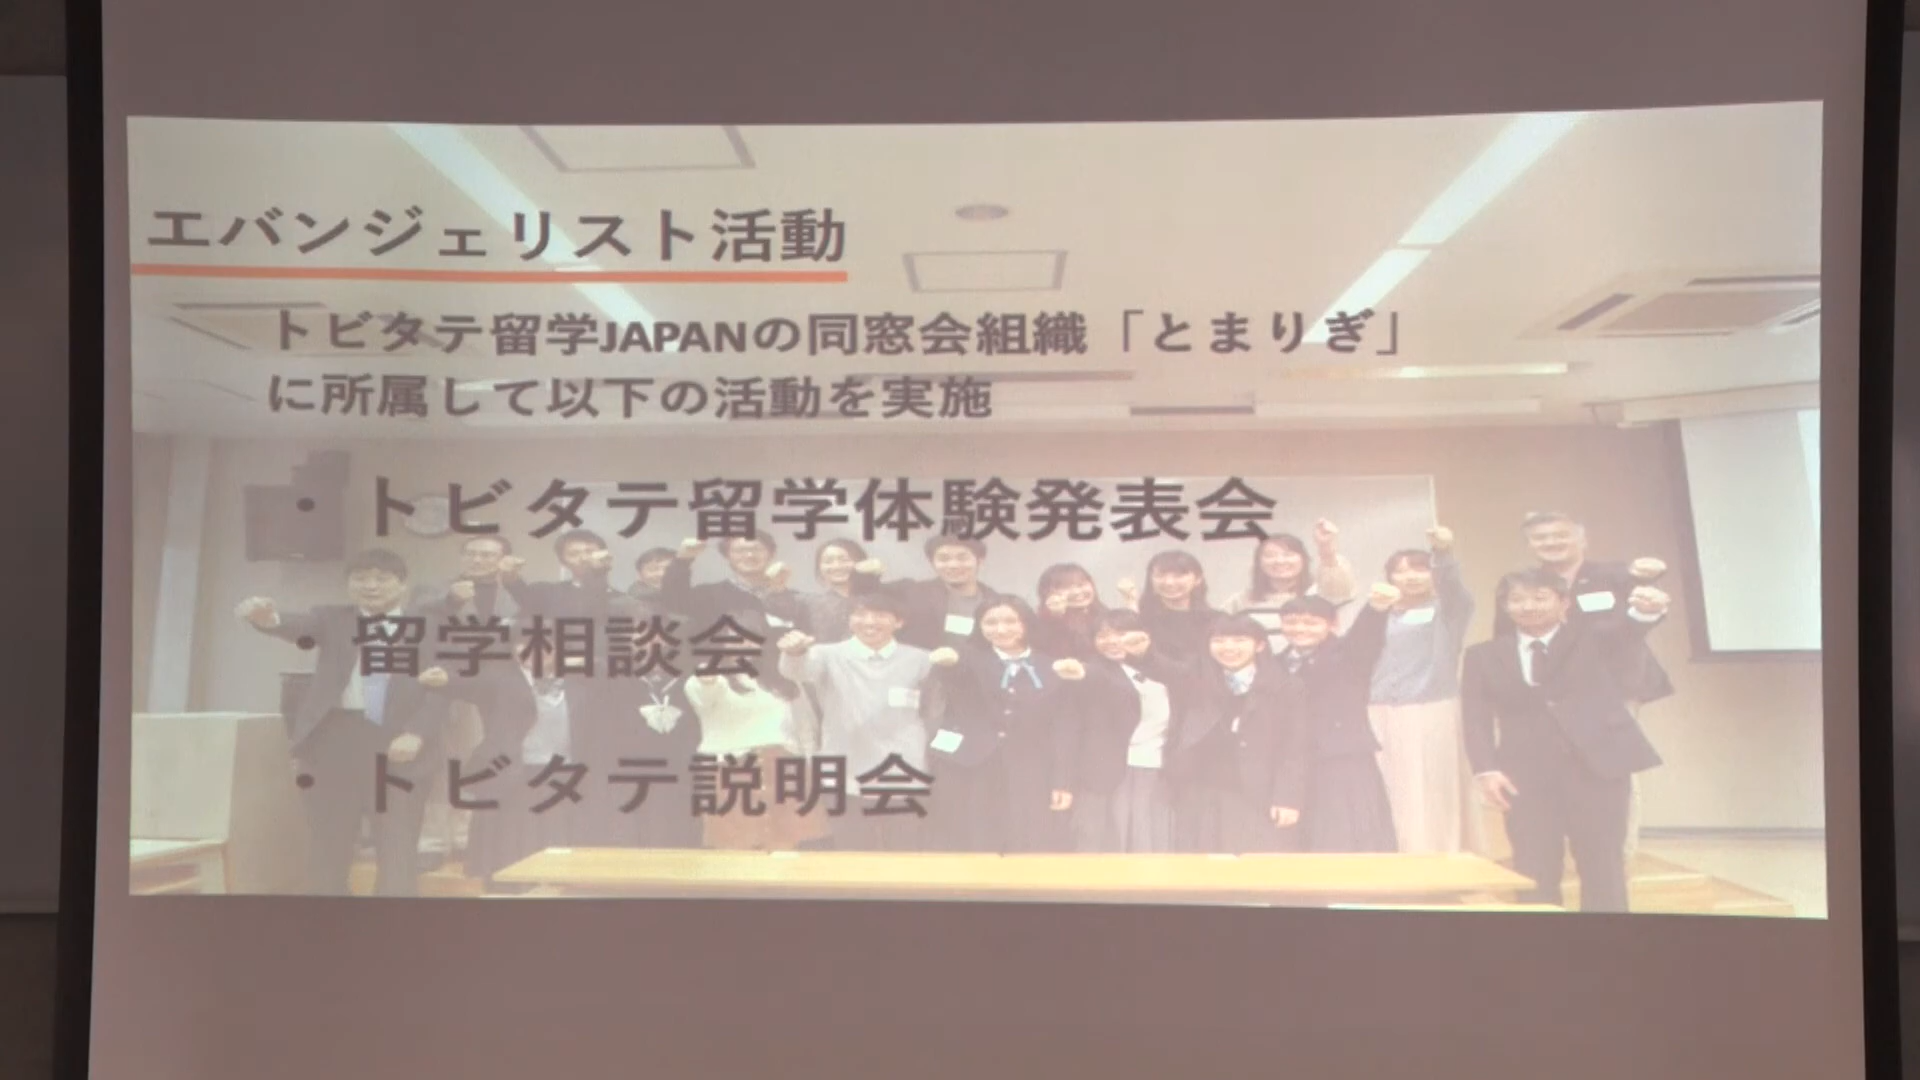 エバンジェリスト活動
トビタテ留学JAPANの同窓会組織「とまりぎ」
に所属して以下の活動を実施
・トビタテ留学体験発表会
・留学相談会
・トビタテ説明会